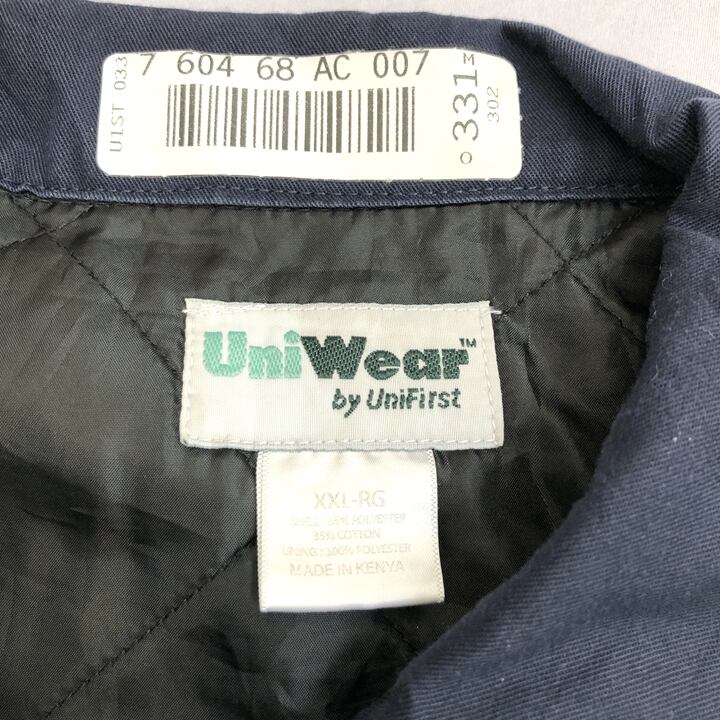 U1ST 033
7 604 68 AC 007
331 M
302
UniWear™
by UniFirst
XXL-RG
SHELL : 65% POLYESTER
35% COTTON
LINING : 100% POLYESTER
MADE IN KENYA